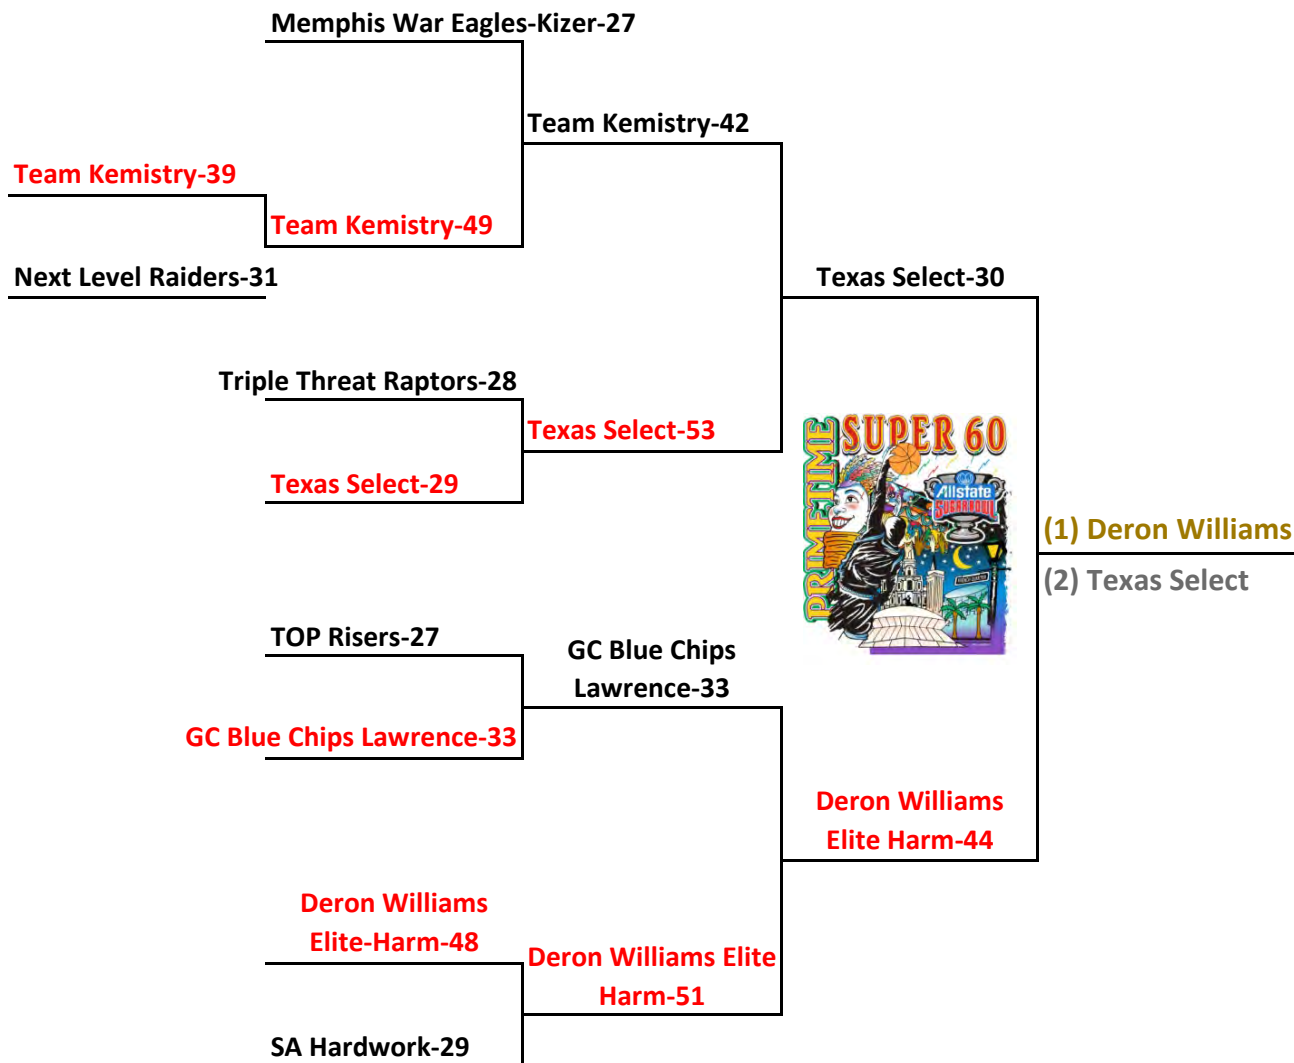 Memphis War Eagles-Kizer-27
Team Kemistry-42
Team Kemistry-39
Team Kemistry-49
Next Level Raiders-31
Texas Select-30
Triple Threat Raptors-28
Texas Select-53
Texas Select-29
PRIMETIME
SUPER 60
Allstate
SUGAR BOWL
FRENCH QUARTER
(1) Deron Williams
(2) Texas Select
TOP Risers-27
GC Blue Chips
Lawrence-33
GC Blue Chips Lawrence-33
Deron Williams
Elite Harm-44
Deron Williams
Elite-Harm-48
Deron Williams Elite
Harm-51
SA Hardwork-29